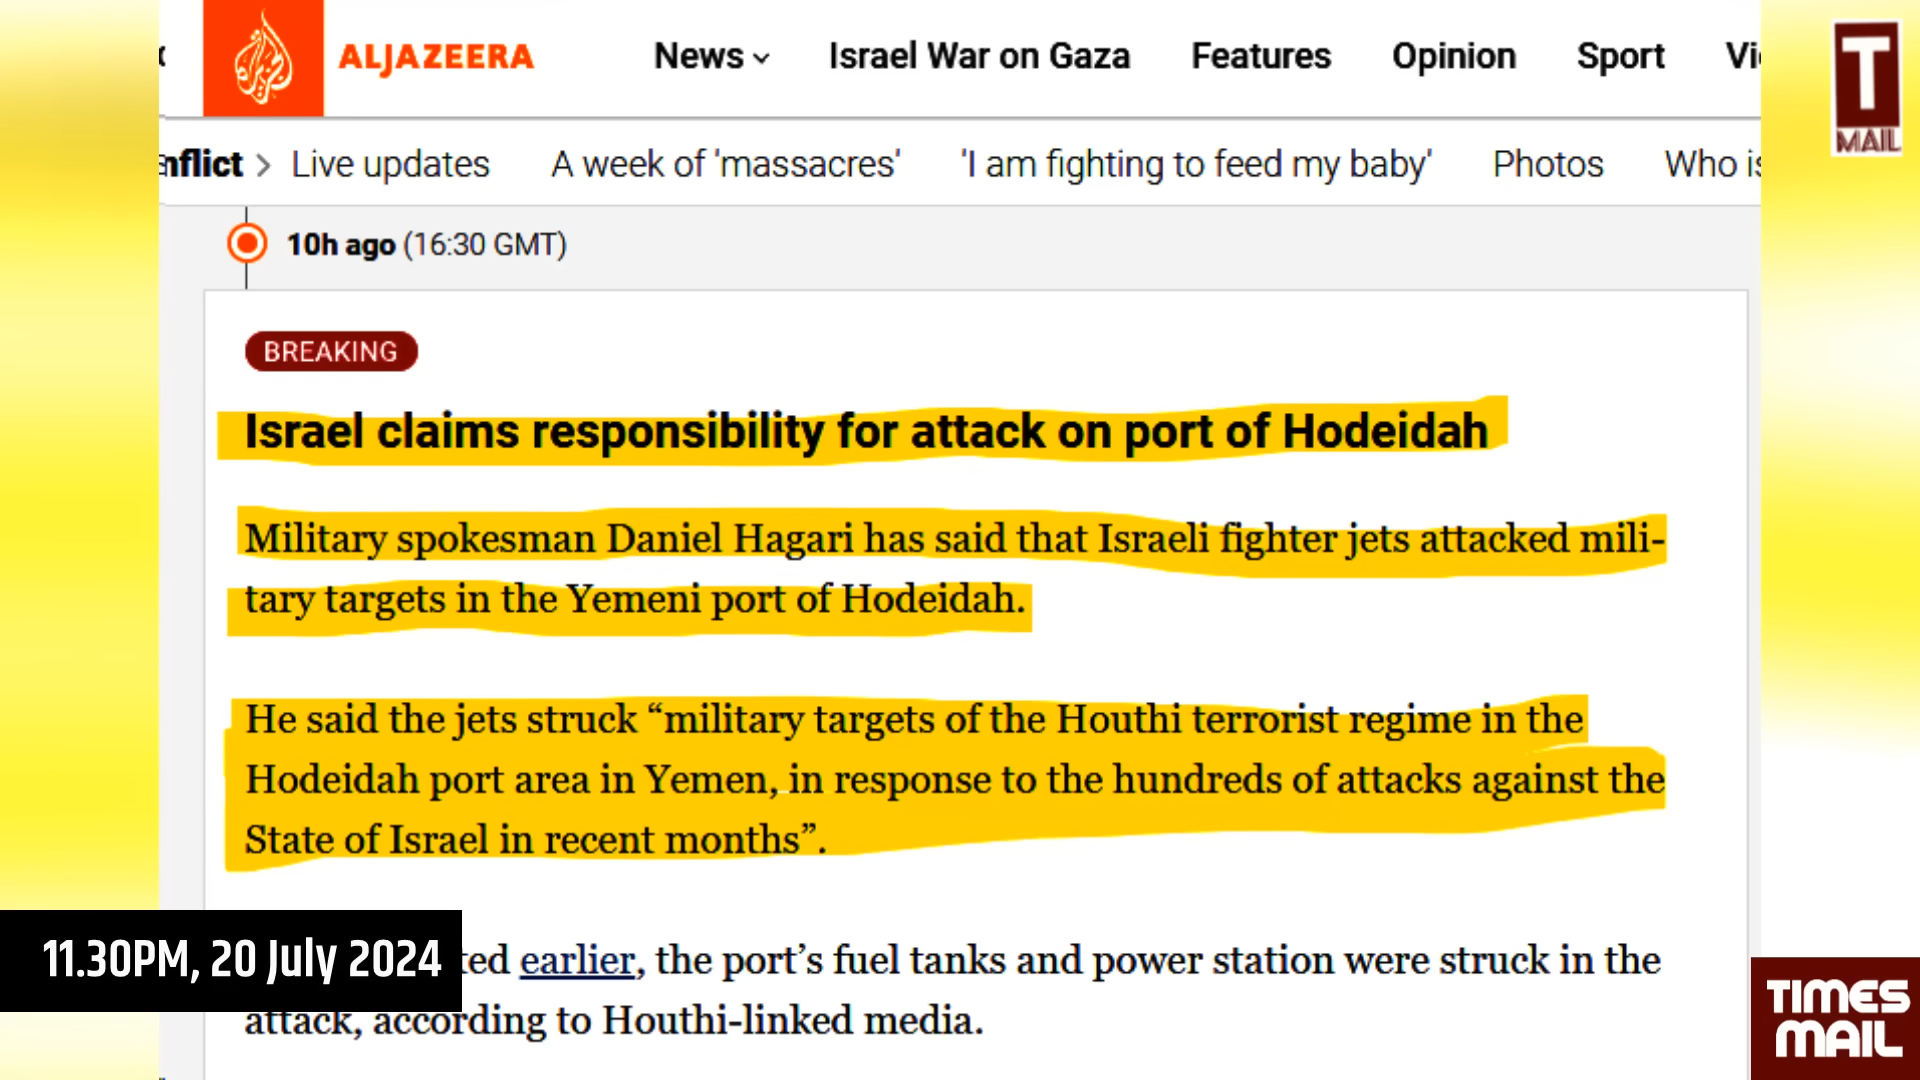 ALJAZEERA News Israel War on Gaza Features Opinion Sport
T
MAIL
nflict > Live updates A week of 'massacres' 'I am fighting to feed my baby' Photos Who is
10h ago (16:30 GMT)
BREAKING
Israel claims responsibility for attack on port of Hodeidah
Military spokesman Daniel Hagari has said that Israeli fighter jets attacked mili-
tary targets in the Yemeni port of Hodeidah.
He said the jets struck “military targets of the Houthi terrorist regime in the
Hodeidah port area in Yemen, in response to the hundreds of attacks against the
State of Israel in recent months”.
11.30PM, 20 July 2024
ted earlier, the port’s fuel tanks and power station were struck in the
attack, according to Houthi-linked media.
TIMES
MAIL